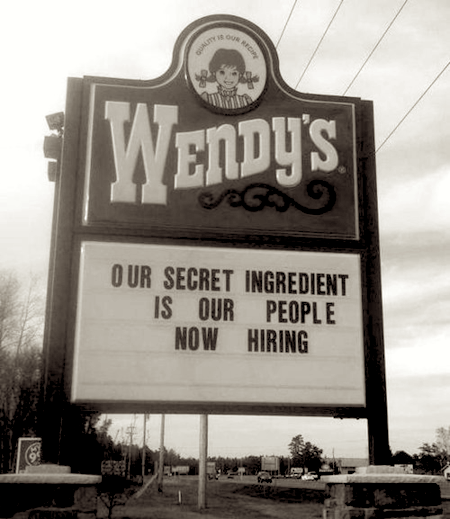 QUALITY IS OUR RECIPE
WENDY'S®
OUR SECRET INGREDIENT
IS OUR PEOPLE
NOW HIRING